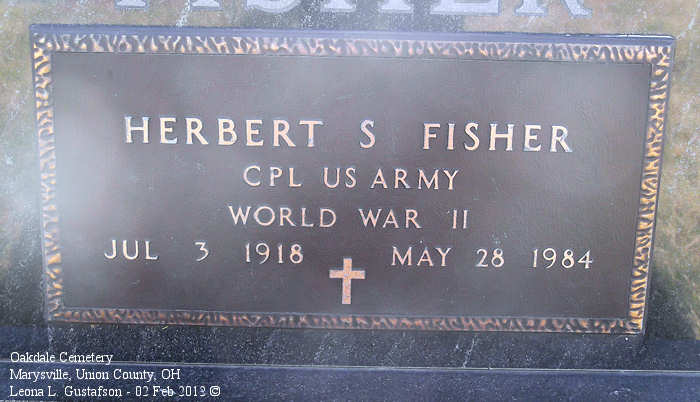 FISHER
HERBERT S FISHER
CPL US ARMY
WORLD WAR II
JUL 3 1918 MAY 28 1984
Oakdale Cemetery
Marysville, Union County, OH
Leona L. Gustafson - 02 Feb 2013 ©